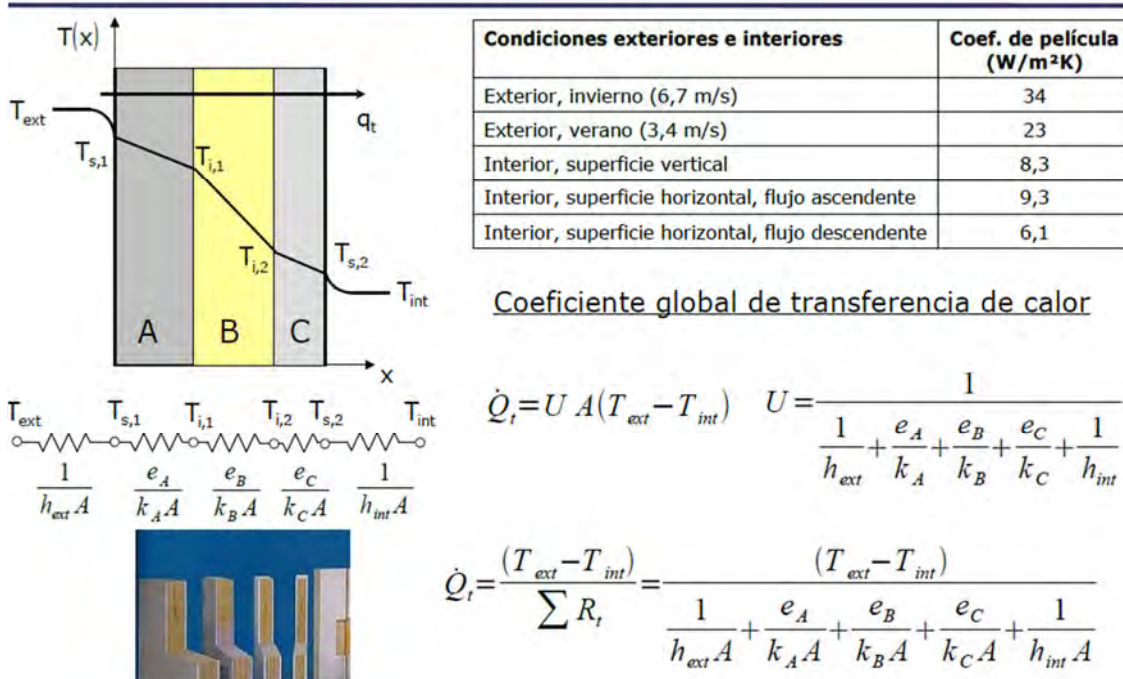 T(x)
T_ext
q_t
T_s,1
T_i,1
T_i,2
T_s,2
T_int
A B C
x
T_ext T_s,1 T_i,1 T_i,2 T_s,2 T_int
1/(h_ext A) e_A/(k_A A) e_B/(k_B A) e_C/(k_C A) 1/(h_int A)
Condiciones exteriores e interiores | Coef. de película (W/m²K)
Exterior, invierno (6,7 m/s) | 34
Exterior, verano (3,4 m/s) | 23
Interior, superficie vertical | 8,3
Interior, superficie horizontal, flujo ascendente | 9,3
Interior, superficie horizontal, flujo descendente | 6,1
Coeficiente global de transferencia de calor
Q̇_t = U A(T_ext − T_int) U = 1/(1/h_ext + e_A/k_A + e_B/k_B + e_C/k_C + 1/h_int)
Q̇_t = (T_ext − T_int)/(∑ R_t) = (T_ext − T_int)/(1/(h_ext A) + e_A/(k_A A) + e_B/(k_B A) + e_C/(k_C A) + 1/(h_int A))